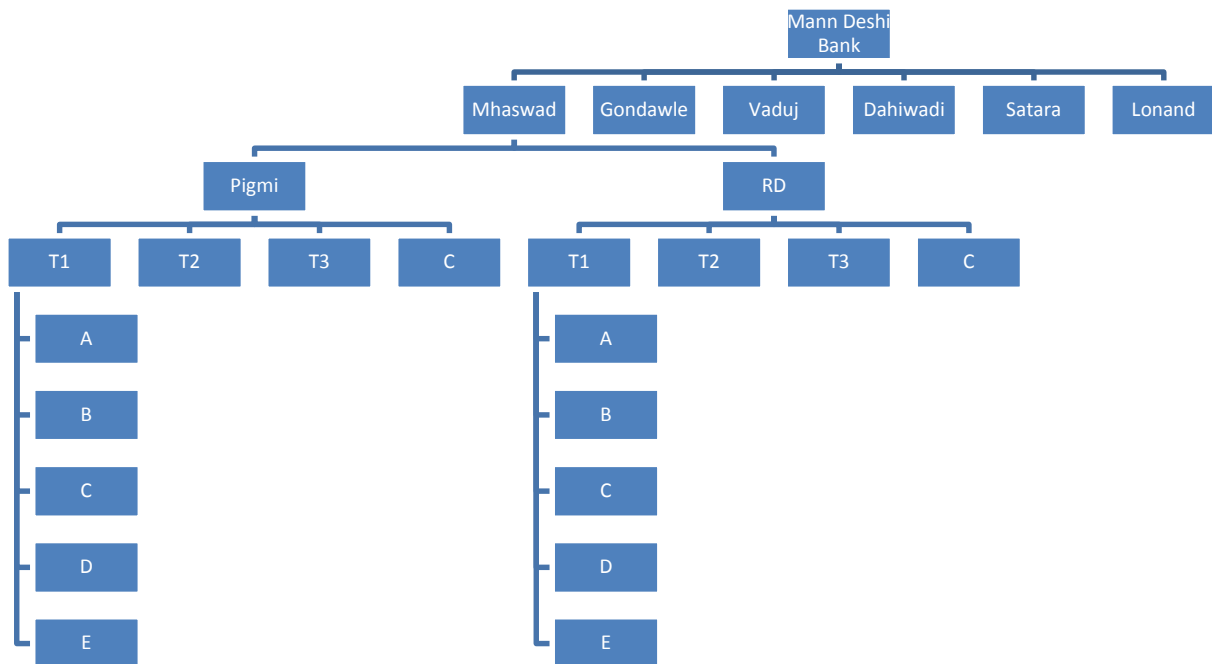 Mann Deshi
Bank
Mhaswad
Gondawle
Vaduj
Dahiwadi
Satara
Lonand
Pigmi
RD
T1
T2
T3
C
T1
T2
T3
C
A
A
B
B
C
C
D
D
E
E